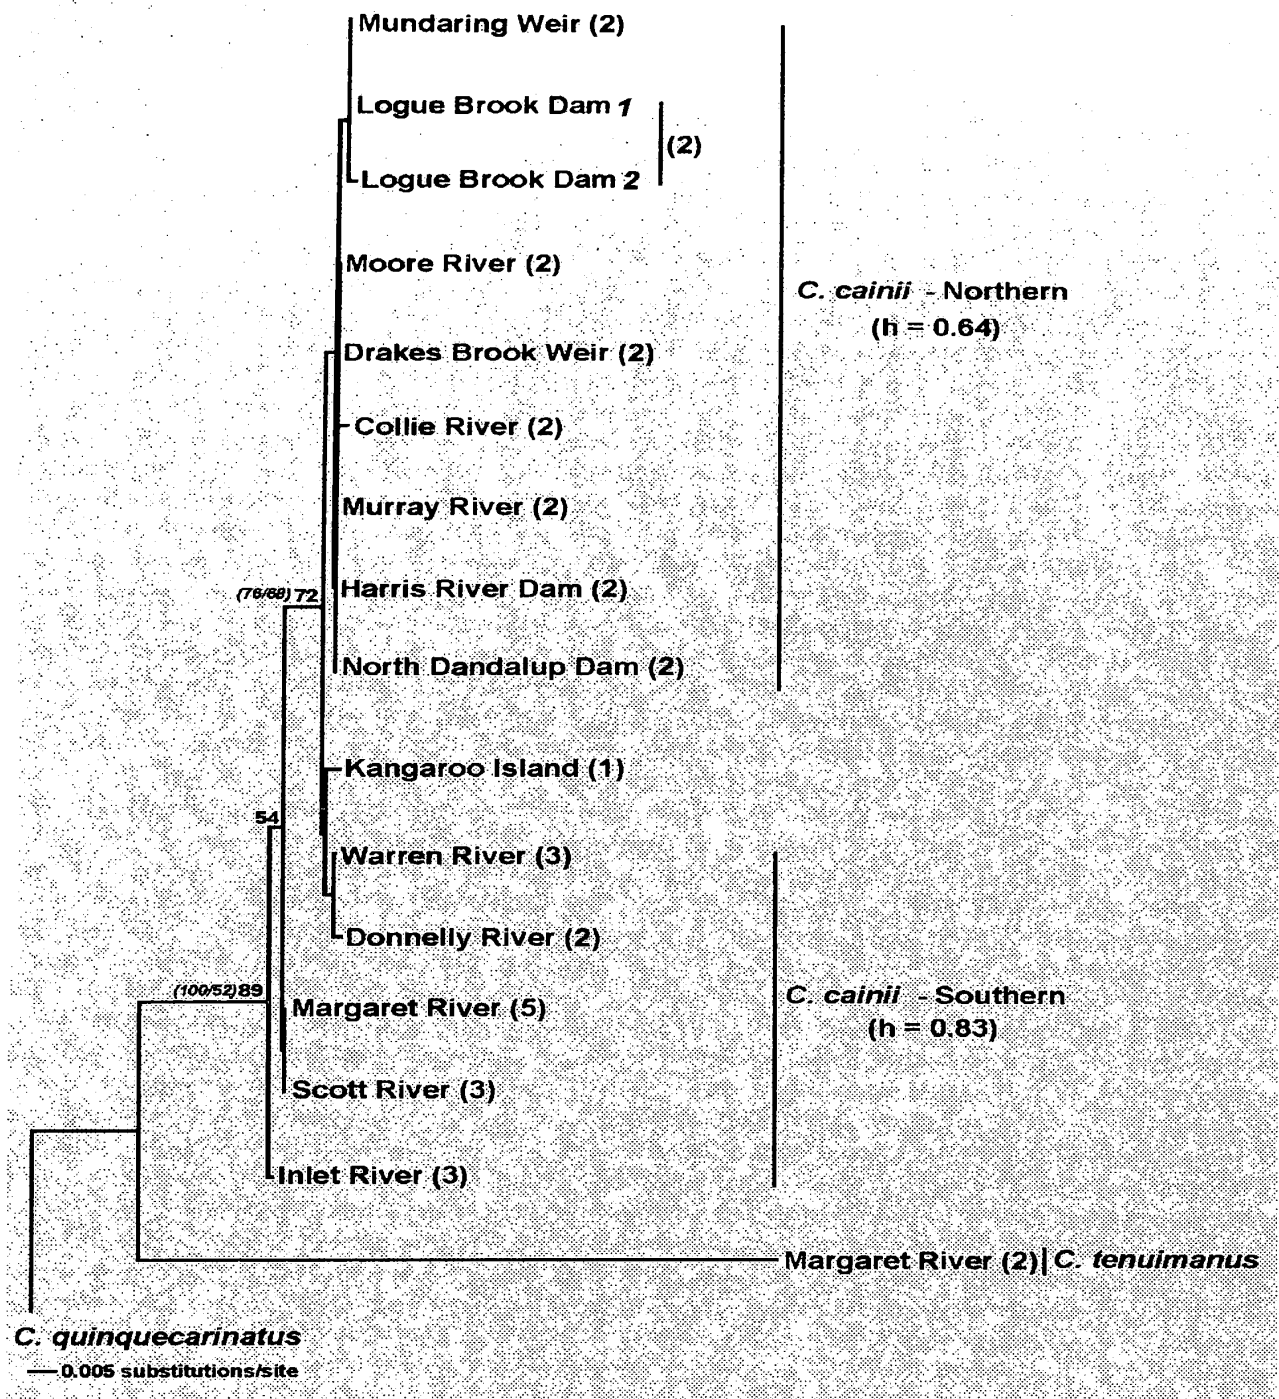 Mundaring Weir (2)
Logue Brook Dam 1
(2)
Logue Brook Dam 2
Moore River (2)
C. cainii - Northern
(h = 0.64)
Drakes Brook Weir (2)
Collie River (2)
Murray River (2)
(76/68) 72
Harris River Dam (2)
North Dandalup Dam (2)
Kangaroo Island (1)
54
Warren River (3)
Donnelly River (2)
(100/52) 89
C. cainii - Southern
(h = 0.83)
Margaret River (5)
Scott River (3)
Inlet River (3)
Margaret River (2) | C. tenuimanus
C. quinquecarinatus
0.005 substitutions/site